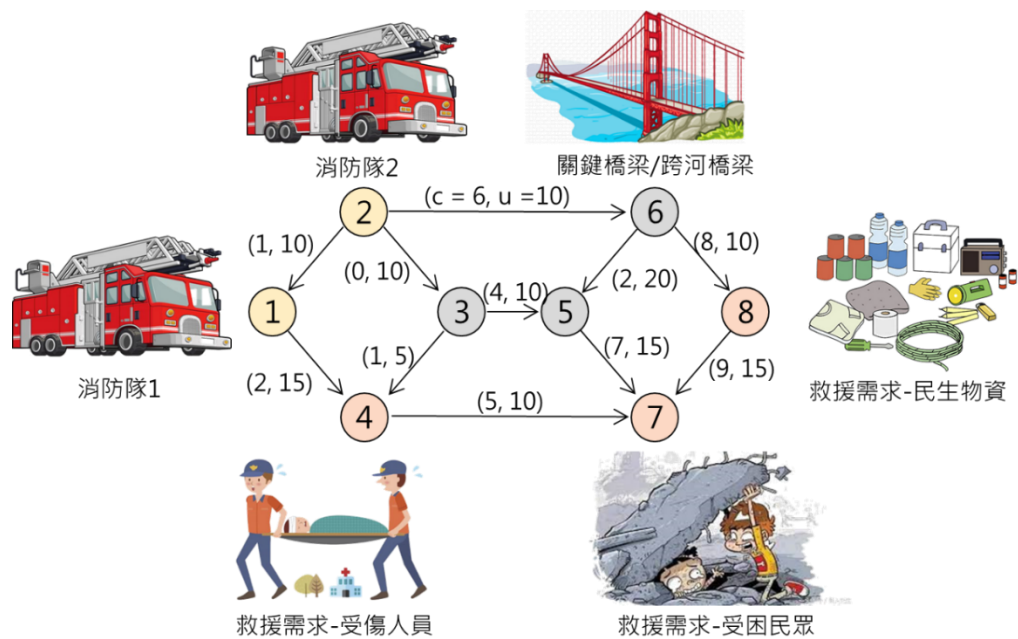 消防隊2
關鍵橋梁/跨河橋梁
(c = 6, u =10)
2
6
(1, 10)
(0, 10)
(2, 20)
(8, 10)
1
3
(4, 10)
5
8
(2, 15)
(1, 5)
(7, 15)
(9, 15)
消防隊1
救援需求-民生物資
4
(5, 10)
7
救援需求-受傷人員
救援需求-受困民眾